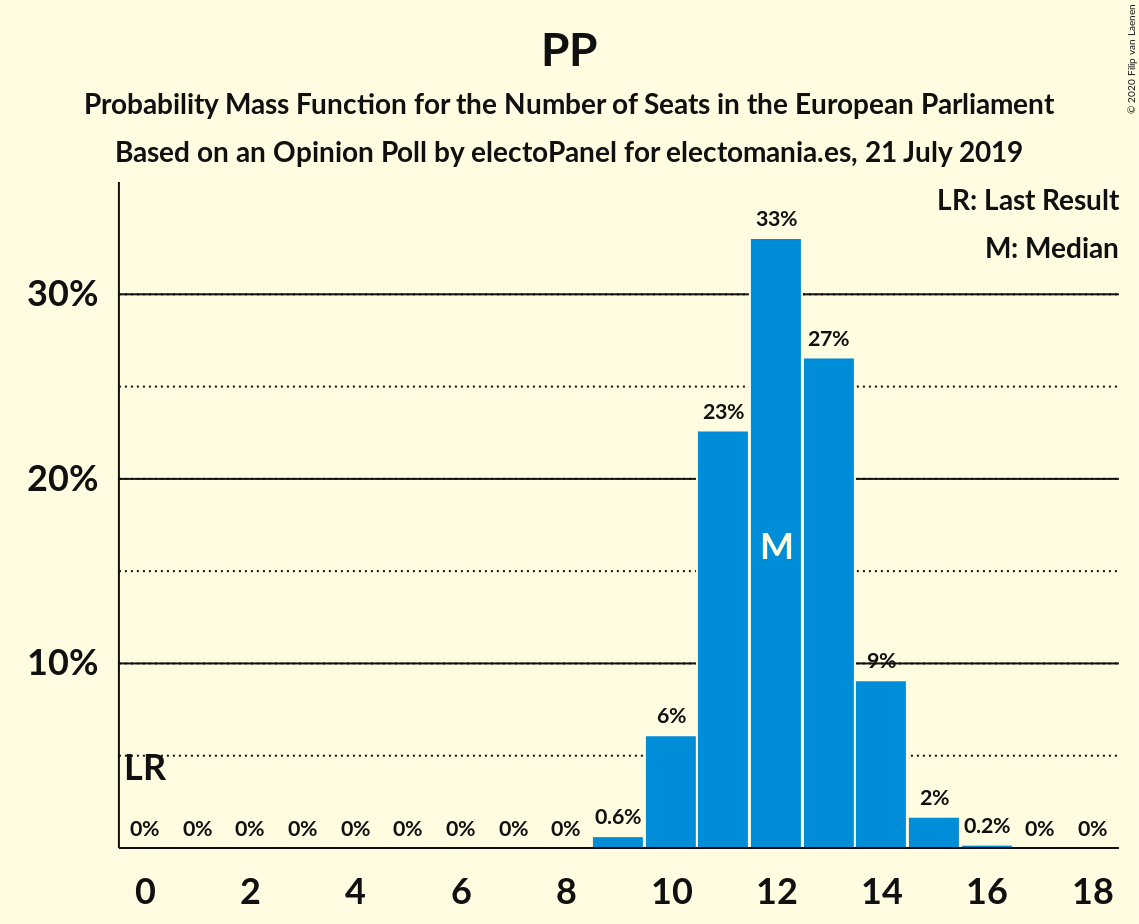 PP
Probability Mass Function for the Number of Seats in the European Parliament
Based on an Opinion Poll by electoPanel for electomania.es, 21 July 2019
© 2020 Filip van Laenen
LR: Last Result
M: Median
33%
30%
27%
23%
20%
M
10%
9%
6%
LR
2%
0% 0% 0% 0% 0% 0% 0% 0% 0% 0.6% 0.2% 0% 0%
0 2 4 6 8 10 12 14 16 18